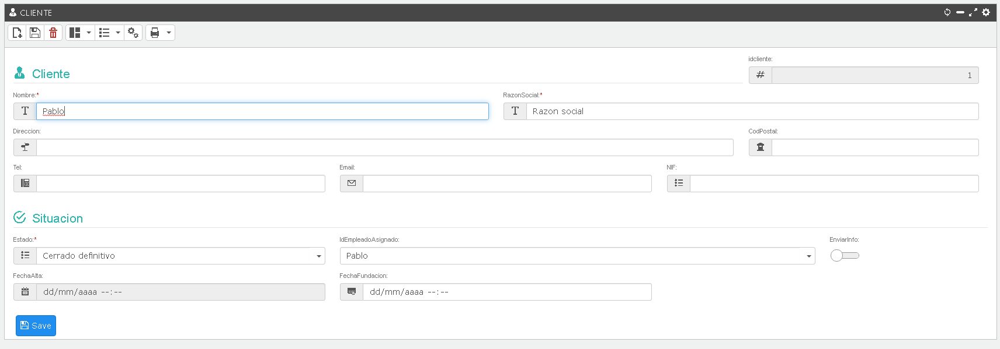 CLIENTE
idcliente:
Cliente
# 1
Nombre:* RazonSocial:*
T Pablo T Razon social
Direccion: CodPostal:
Tel: Email: NIF:
Situacion
Estado:* IdEmpleadoAsignado: EnviarInfo:
Cerrado definitivo Pablo
FechaAlta: FechaFundacion:
dd/mm/aaaa --:-- dd/mm/aaaa --:--
Save